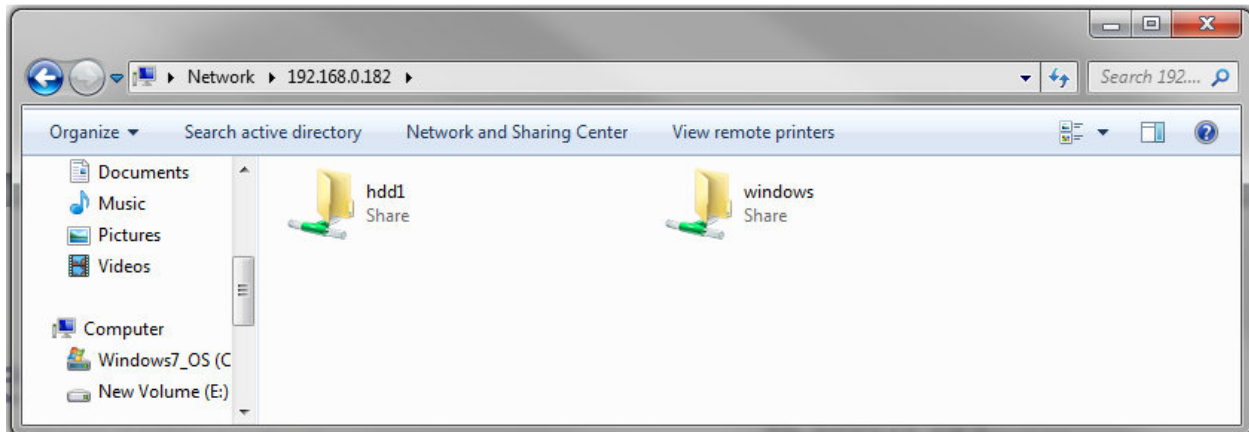 Network 192.168.0.182
Search 192....
Organize Search active directory Network and Sharing Center View remote printers
Documents
Music
Pictures
Videos
Computer
Windows7_OS (C
New Volume (E:)
hdd1
Share
windows
Share